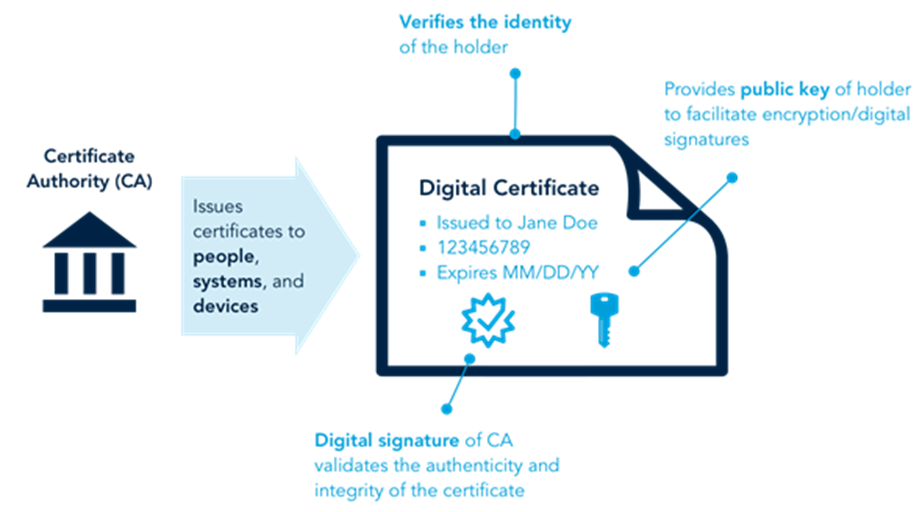 Verifies the identity
of the holder
Provides public key of holder
to facilitate encryption/digital
signatures
Certificate
Authority (CA)
Issues
certificates to
people,
systems, and
devices
Digital Certificate
▪ Issued to Jane Doe
▪ 123456789
▪ Expires MM/DD/YY
Digital signature of CA
validates the authenticity and
integrity of the certificate